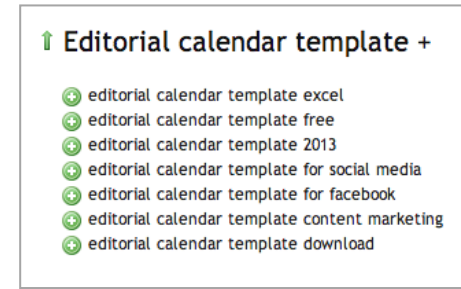 Editorial calendar template +
editorial calendar template excel
editorial calendar template free
editorial calendar template 2013
editorial calendar template for social media
editorial calendar template for facebook
editorial calendar template content marketing
editorial calendar template download